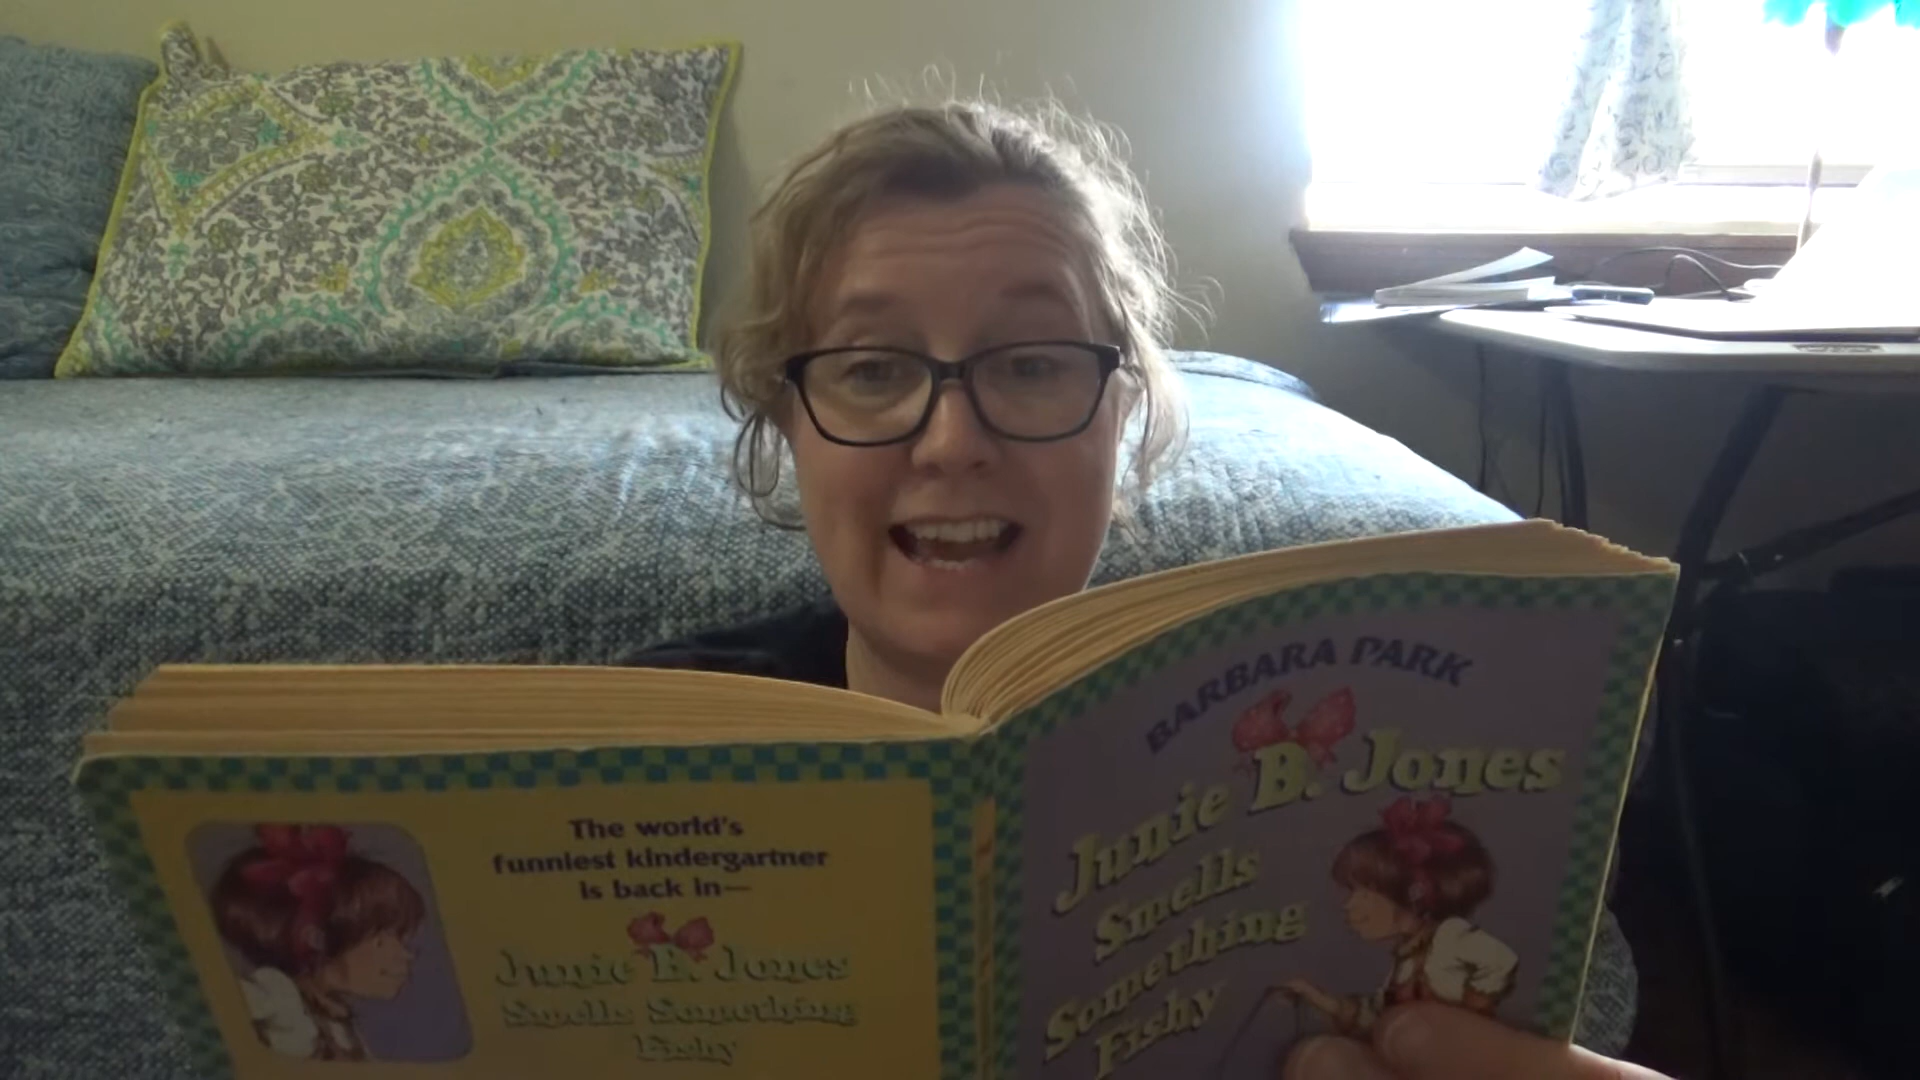 The world's
funniest kindergartner
is back in—
Junie B. Jones
Smells Something
Fishy
BARBARA PARK
Junie B. Jones
Smells
Something
Fishy